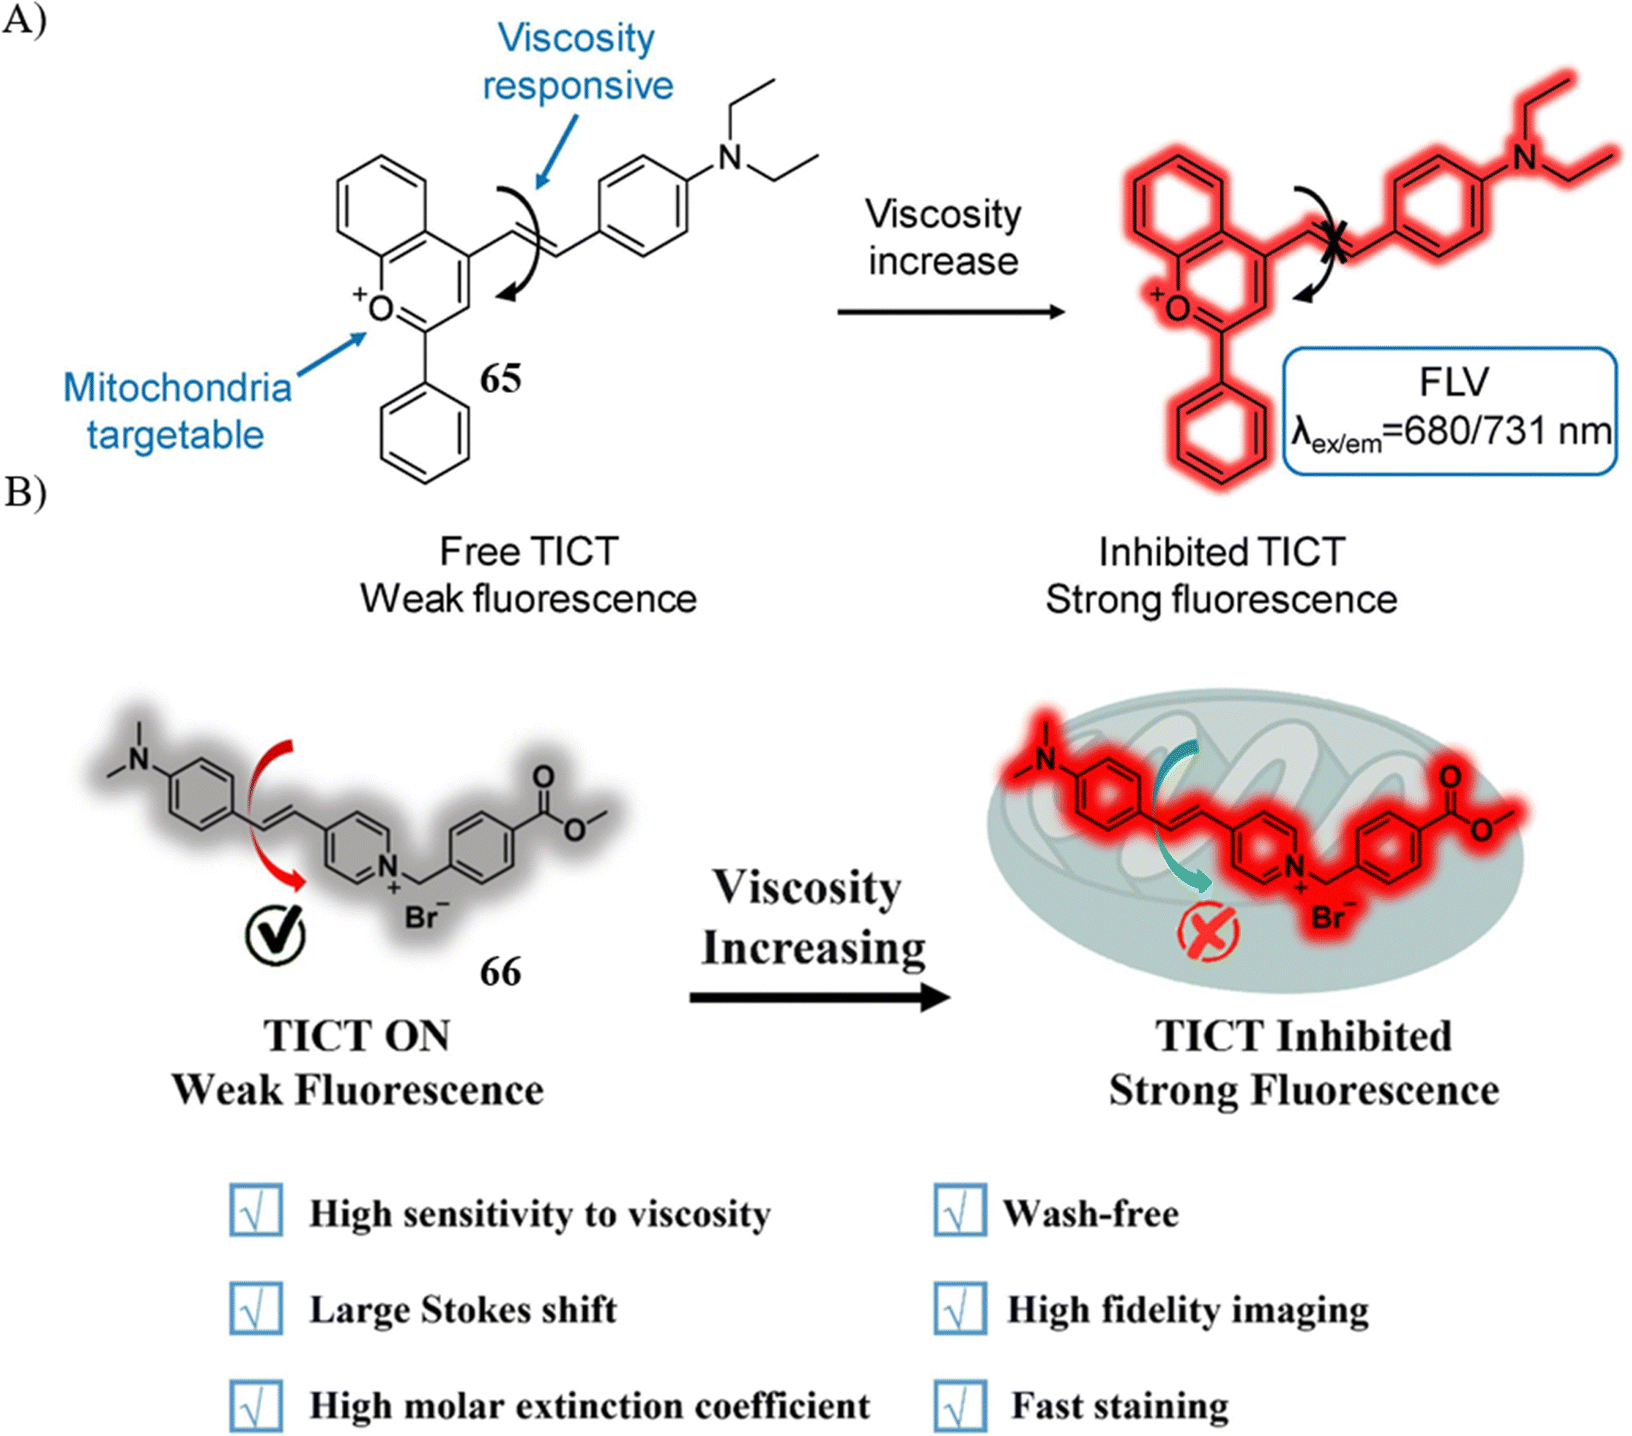 A)
Viscosity
responsive
N
+
O
Mitochondria
targetable
65
Viscosity
increase
N
+
O
FLV
λex/em=680/731 nm
Free TICT
Weak fluorescence
Inhibited TICT
Strong fluorescence
B)
N
O
O
N
+
Br−
66
TICT ON
Weak Fluorescence
Viscosity
Increasing
N
O
O
N
+
Br−
TICT Inhibited
Strong Fluorescence
√ High sensitivity to viscosity
√ Wash-free
√ Large Stokes shift
√ High fidelity imaging
√ High molar extinction coefficient
√ Fast staining